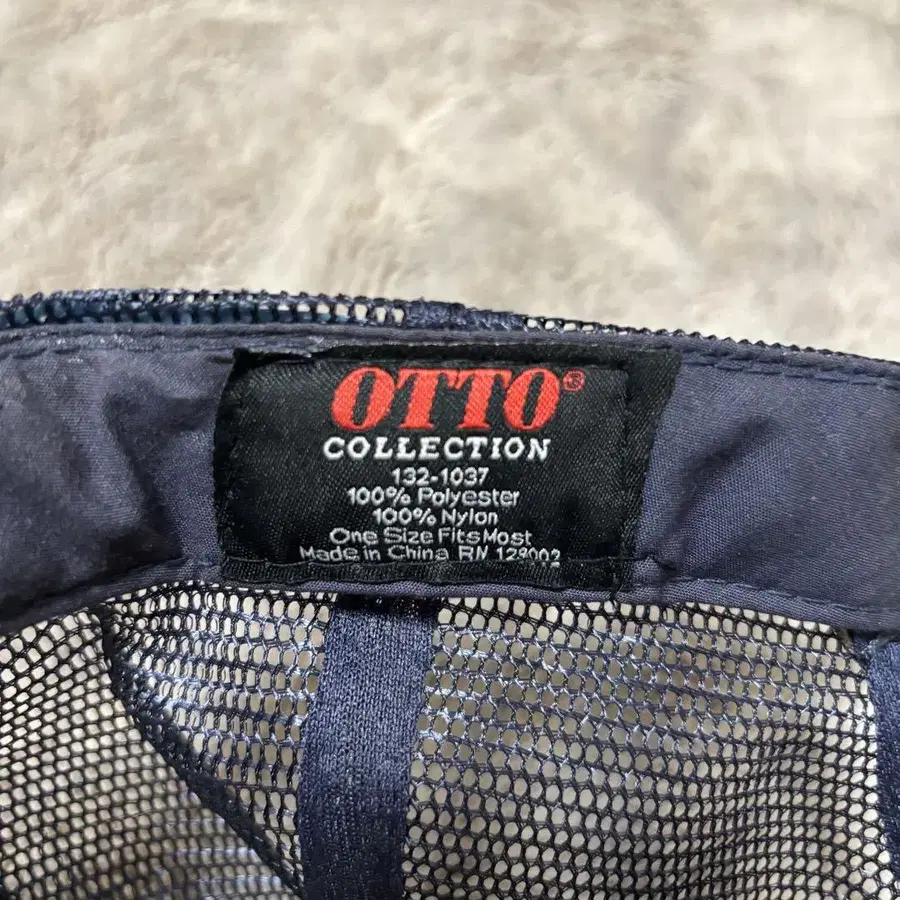 OTTO®
COLLECTION
132-1037
100% Polyester
100% Nylon
One Size Fits Most
Made in China RN 128002